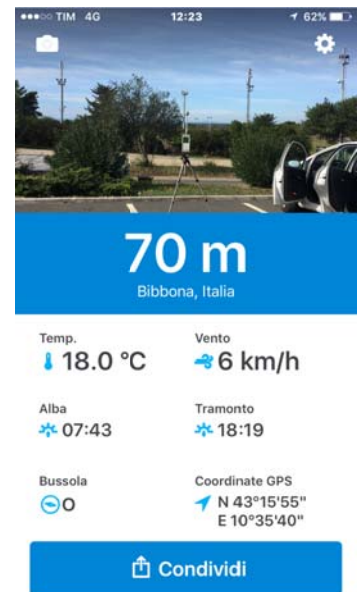 TIM 4G 12:23 62%
70 m
Bibbona, Italia
Temp. Vento
18.0 °C 6 km/h
Alba Tramonto
07:43 18:19
Bussola Coordinate GPS
O N 43°15'55"
E 10°35'40"
Condividi